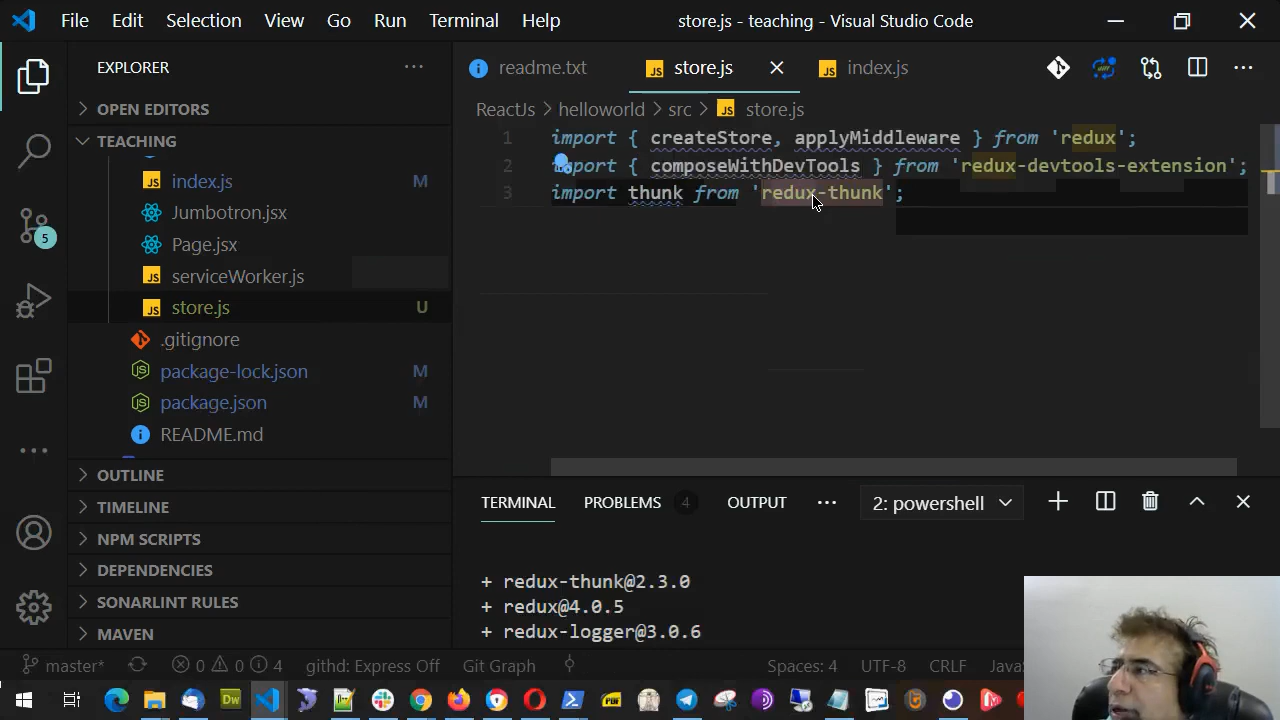 File Edit Selection View Go Run Terminal Help store.js - teaching - Visual Studio Code
EXPLORER ···
readme.txt
store.js
index.js
OPEN EDITORS
ReactJs > helloworld > src > store.js
TEACHING
index.js M
Jumbotron.jsx
Page.jsx
serviceWorker.js
store.js U
.gitignore
package-lock.json M
package.json M
README.md
OUTLINE
TIMELINE
NPM SCRIPTS
DEPENDENCIES
SONARLINT RULES
MAVEN
5
1 import { createStore, applyMiddleware } from 'redux';
2 import { composeWithDevTools } from 'redux-devtools-extension';
3 import thunk from 'redux-thunk';
TERMINAL PROBLEMS 4 OUTPUT ··· 2: powershell
+ redux-thunk@2.3.0
+ redux@4.0.5
+ redux-logger@3.0.6
master* 0 0 4 githd: Express Off Git Graph Spaces: 4 UTF-8 CRLF
Dw
PDF